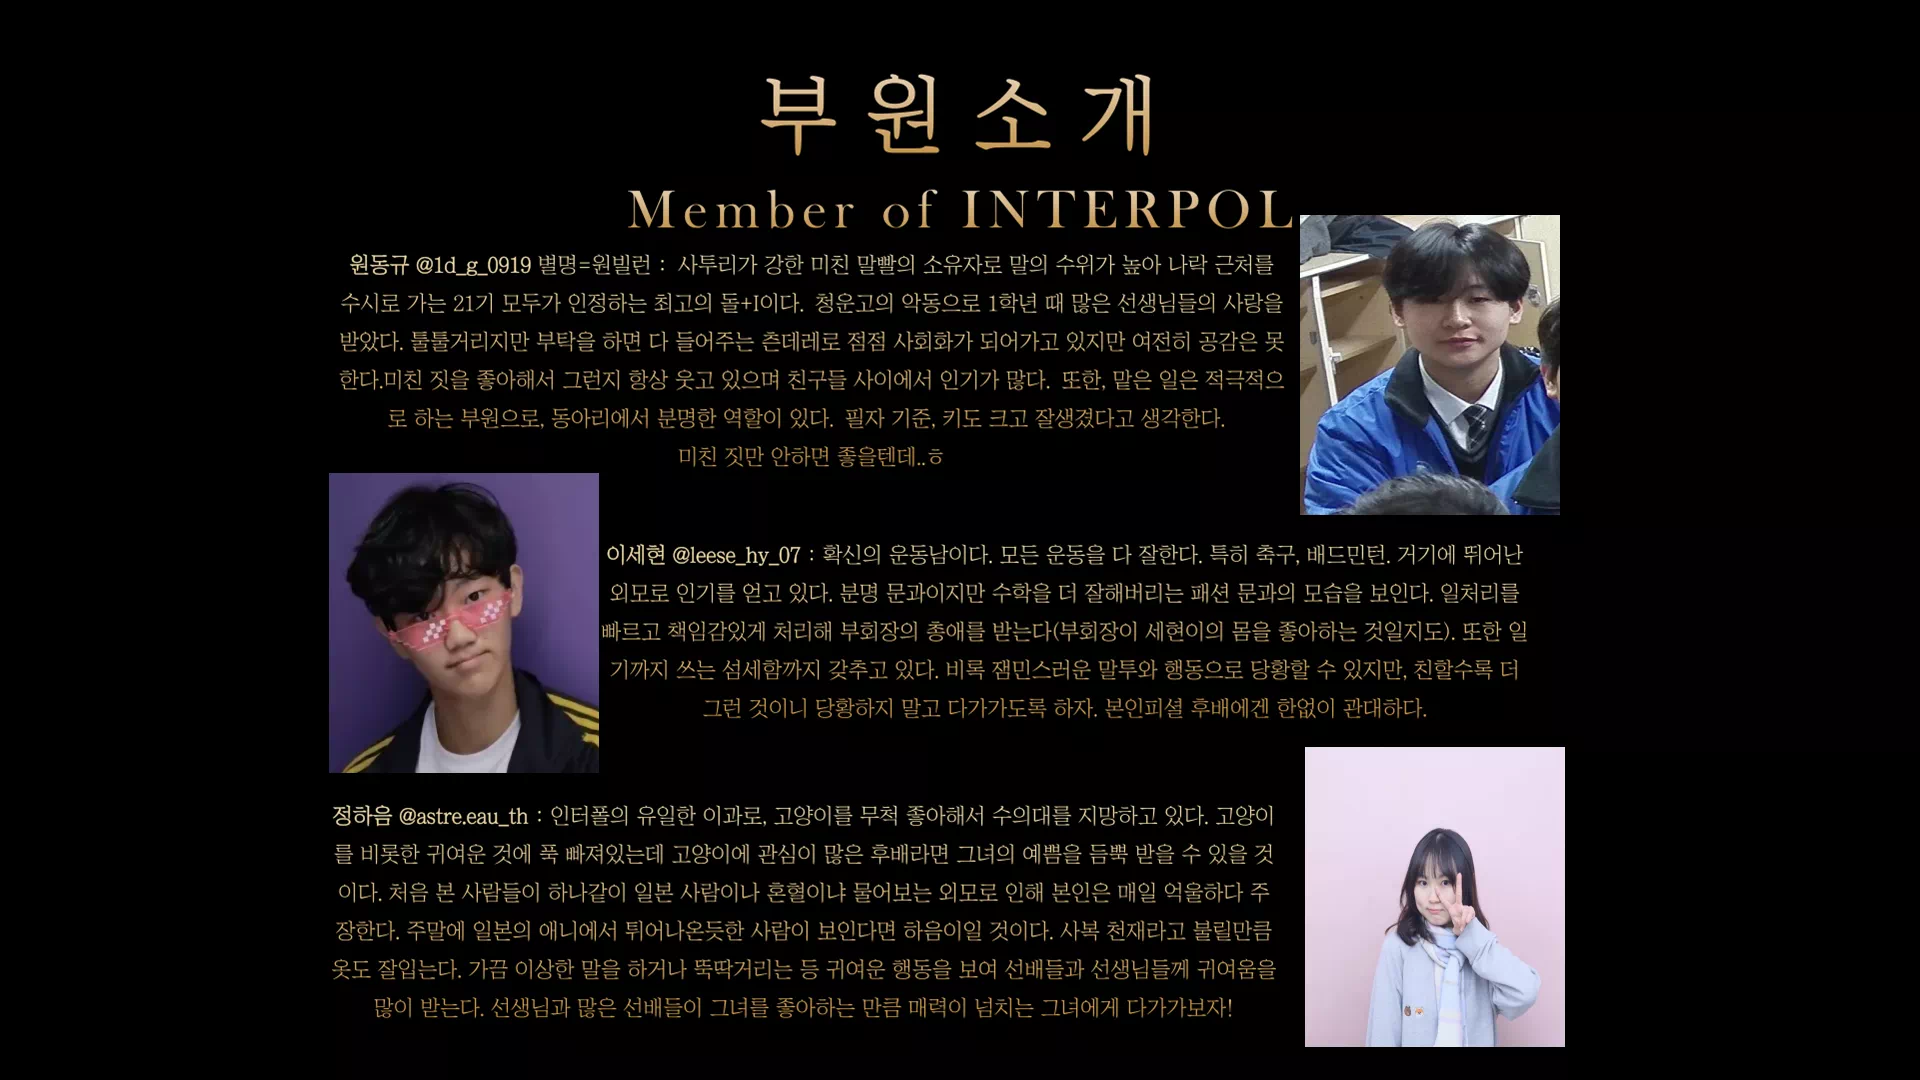 부원소개
Member of INTERPOL
원동규 @1d_g_0919 별명=원빌런 : 사투리가 강한 미친 말빨의 소유자로 말의 수위가 높아 나락 근처를
수시로 가는 21기 모두가 인정하는 최고의 돌+I이다. 청운고의 악동으로 1학년 때 많은 선생님들의 사랑을
받았다. 툴툴거리지만 부탁을 하면 다 들어주는 츤데레로 점점 사회화가 되어가고 있지만 여전히 공감은 못
한다.미친 짓을 좋아해서 그런지 항상 웃고 있으며 친구들 사이에서 인기가 많다. 또한, 맡은 일은 적극적으
로 하는 부원으로, 동아리에서 분명한 역할이 있다. 필자 기준, 키도 크고 잘생겼다고 생각한다.
미친 짓만 안하면 좋을텐데..ㅎ
이세현 @leese_hy_07 : 확신의 운동남이다. 모든 운동을 다 잘한다. 특히 축구, 배드민턴. 거기에 뛰어난
외모로 인기를 얻고 있다. 분명 문과이지만 수학을 더 잘해버리는 패션 문과의 모습을 보인다. 일처리를
빠르고 책임감있게 처리해 부회장의 총애를 받는다(부회장이 세현이의 몸을 좋아하는 것일지도). 또한 일
기까지 쓰는 섬세함까지 갖추고 있다. 비록 잼민스러운 말투와 행동으로 당황할 수 있지만, 친할수록 더
그런 것이니 당황하지 말고 다가가도록 하자. 본인피셜 후배에겐 한없이 관대하다.
정하음 @astre.eau_th : 인터폴의 유일한 이과로, 고양이를 무척 좋아해서 수의대를 지망하고 있다. 고양이
를 비롯한 귀여운 것에 푹 빠져있는데 고양이에 관심이 많은 후배라면 그녀의 예쁨을 듬뿍 받을 수 있을 것
이다. 처음 본 사람들이 하나같이 일본 사람이나 혼혈이냐 물어보는 외모로 인해 본인은 매일 억울하다 주
장한다. 주말에 일본의 애니에서 튀어나온듯한 사람이 보인다면 하음이일 것이다. 사복 천재라고 불릴만큼
옷도 잘입는다. 가끔 이상한 말을 하거나 뚝딱거리는 등 귀여운 행동을 보여 선배들과 선생님들께 귀여움을
많이 받는다. 선생님과 많은 선배들이 그녀를 좋아하는 만큼 매력이 넘치는 그녀에게 다가가보자!